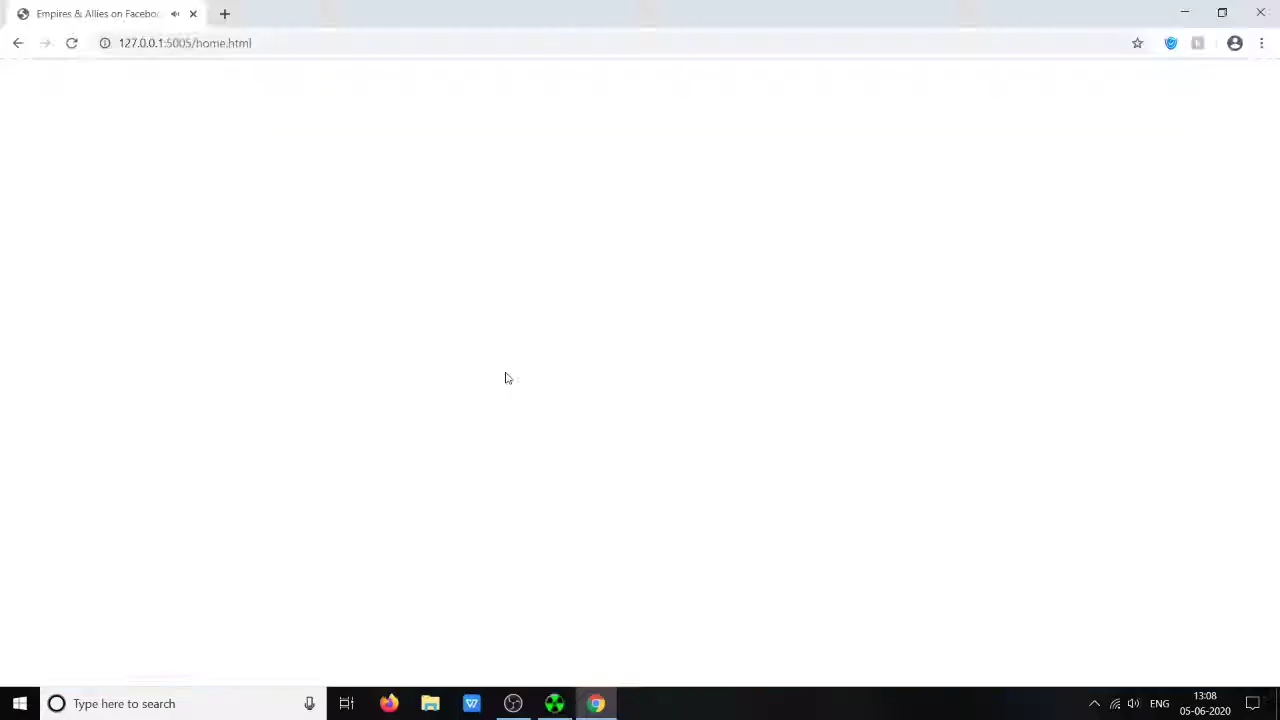 Empires & Allies on Faceboo
127.0.0.1:5005/home.html
Type here to search
ENG
13:08
05-06-2020